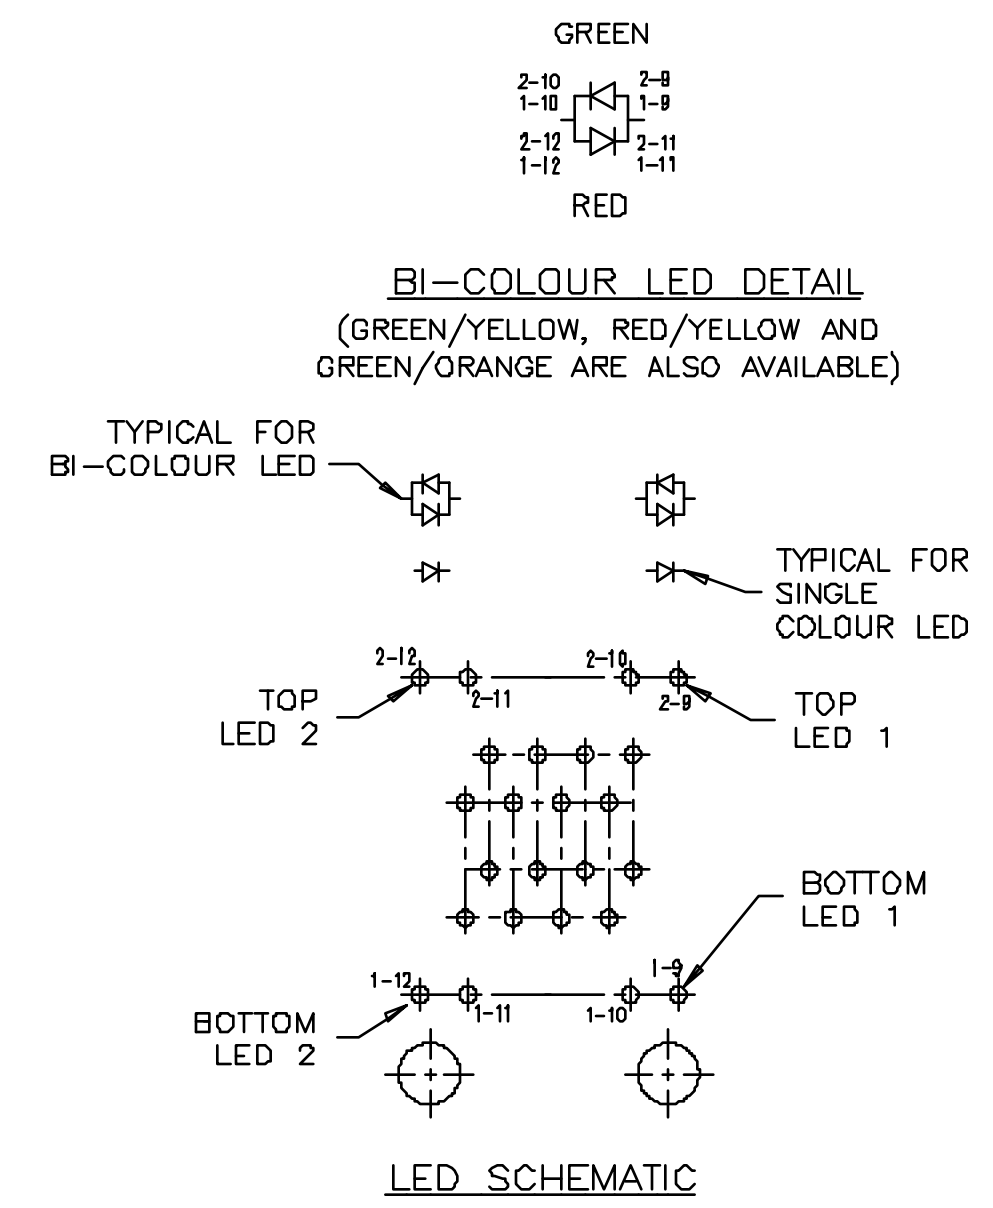 GREEN
2-10 2-9
1-10 1-9
2-12 2-11
1-12 1-11
RED
BI-COLOUR LED DETAIL
(GREEN/YELLOW, RED/YELLOW AND
GREEN/ORANGE ARE ALSO AVAILABLE)
TYPICAL FOR
BI-COLOUR LED
TYPICAL FOR
SINGLE
COLOUR LED
2-12 2-10
2-11 2-9
TOP
LED 2
TOP
LED 1
BOTTOM
LED 1
1-9
1-12
1-11 1-10
BOTTOM
LED 2
LED SCHEMATIC